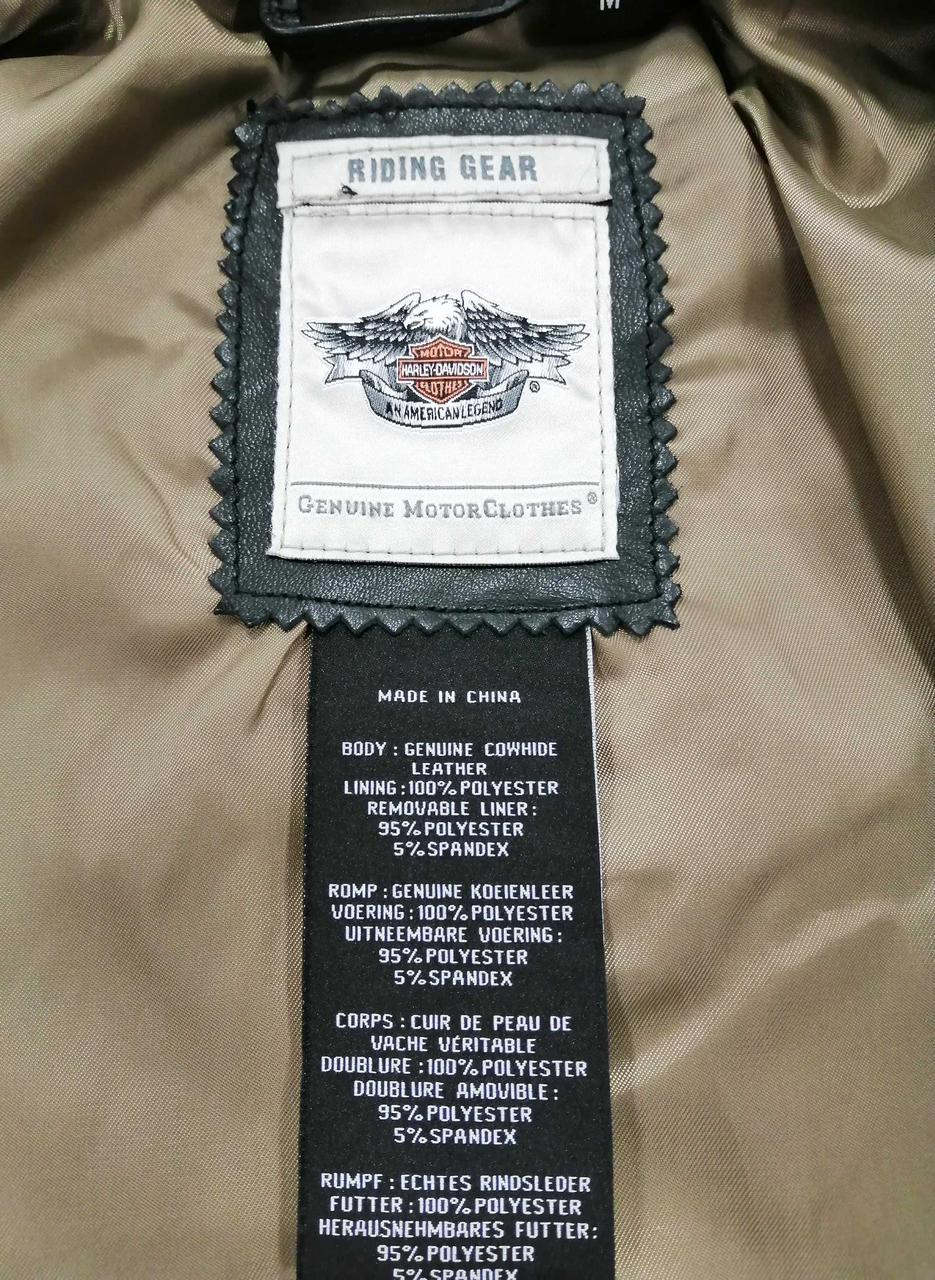 M
RIDING GEAR
MOTOR
HARLEY-DAVIDSON
CLOTHES
®
AN AMERICAN LEGEND
GENUINE MOTORCLOTHES®
MADE IN CHINA
BODY : GENUINE COWHIDE
LEATHER
LINING :100% POLYESTER
REMOVABLE LINER:
95% POLYESTER
5% SPANDEX
ROMP : GENUINE KOEIENLEER
VOERING :100% POLYESTER
UITNEEMBARE VOERING:
95% POLYESTER
5% SPANDEX
CORPS : CUIR DE PEAU DE
VACHE VÉRITABLE
DOUBLURE :100% POLYESTER
DOUBLURE AMOVIBLE:
95% POLYESTER
5% SPANDEX
RUMPF : ECHTES RINDSLEDER
FUTTER :100% POLYESTER
HERAUSNEHMBARES FUTTER:
95% POLYESTER
5% SPANDEX